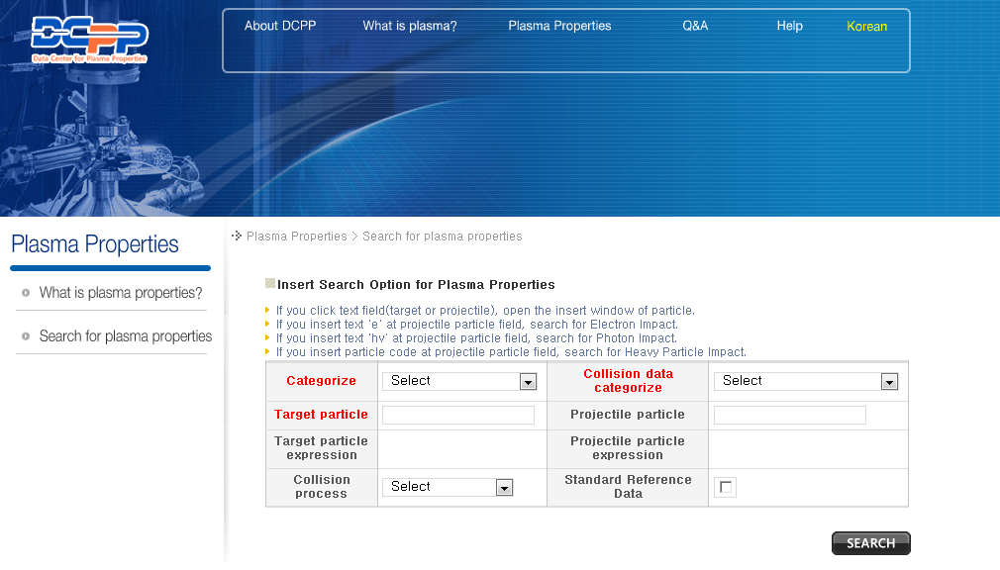 DCPP
Data Center for Plasma Properties
About DCPP What is plasma? Plasma Properties Q&A Help Korean
Plasma Properties
What is plasma properties?
Search for plasma properties
Plasma Properties > Search for plasma properties
Insert Search Option for Plasma Properties
If you click text field(target or projectile), open the insert window of particle.
If you insert text 'e' at projectile particle field, search for Electron Impact.
If you insert text 'hv' at projectile particle field, search for Photon Impact.
If you insert particle code at projectile particle field, search for Heavy Particle Impact.
Categorize Select
Collision data
categorize
Select
Target particle
Projectile particle
Target particle
expression
Projectile particle
expression
Collision
process
Select
Standard Reference
Data
SEARCH